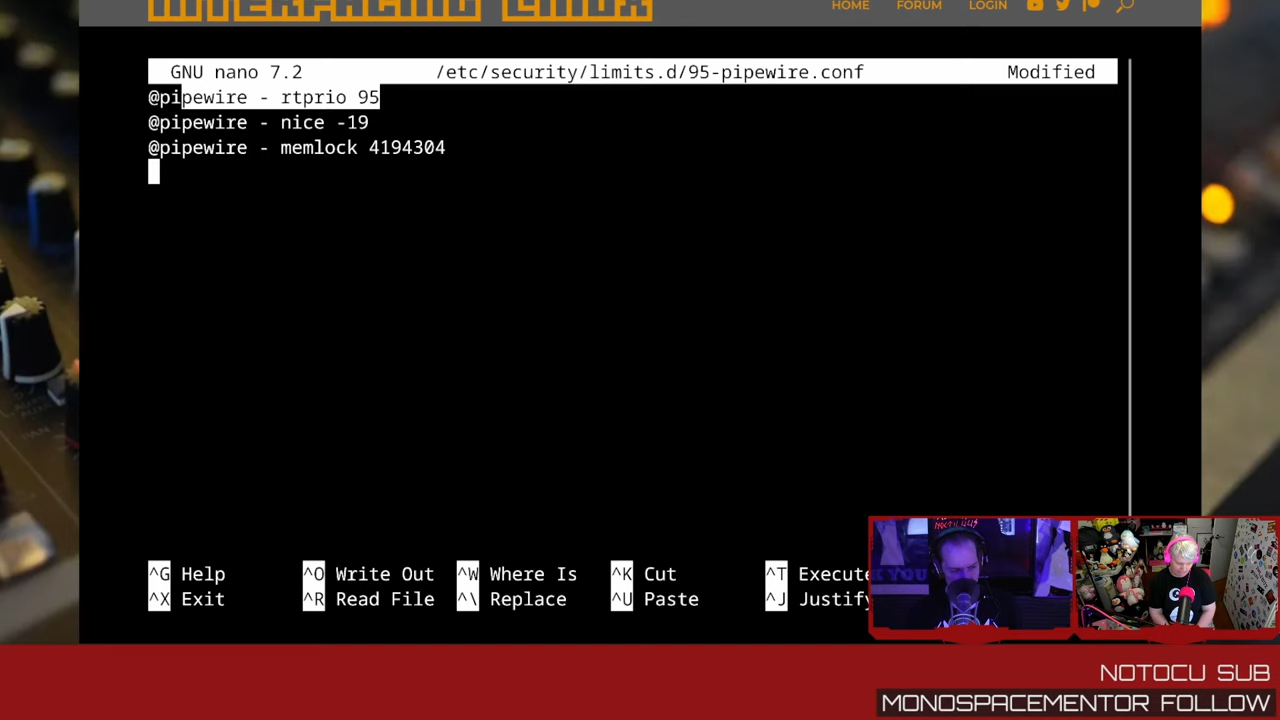 INTERFACING LINUX
HOME FORUM LOGIN
GNU nano 7.2 /etc/security/limits.d/95-pipewire.conf Modified
@pipewire - rtprio 95
@pipewire - nice -19
@pipewire - memlock 4194304
^G Help ^O Write Out ^W Where Is ^K Cut ^T Execute
^X Exit ^R Read File ^\ Replace ^U Paste ^J Justify
NOTOCU SUB
MONOSPACEMENTOR FOLLOW